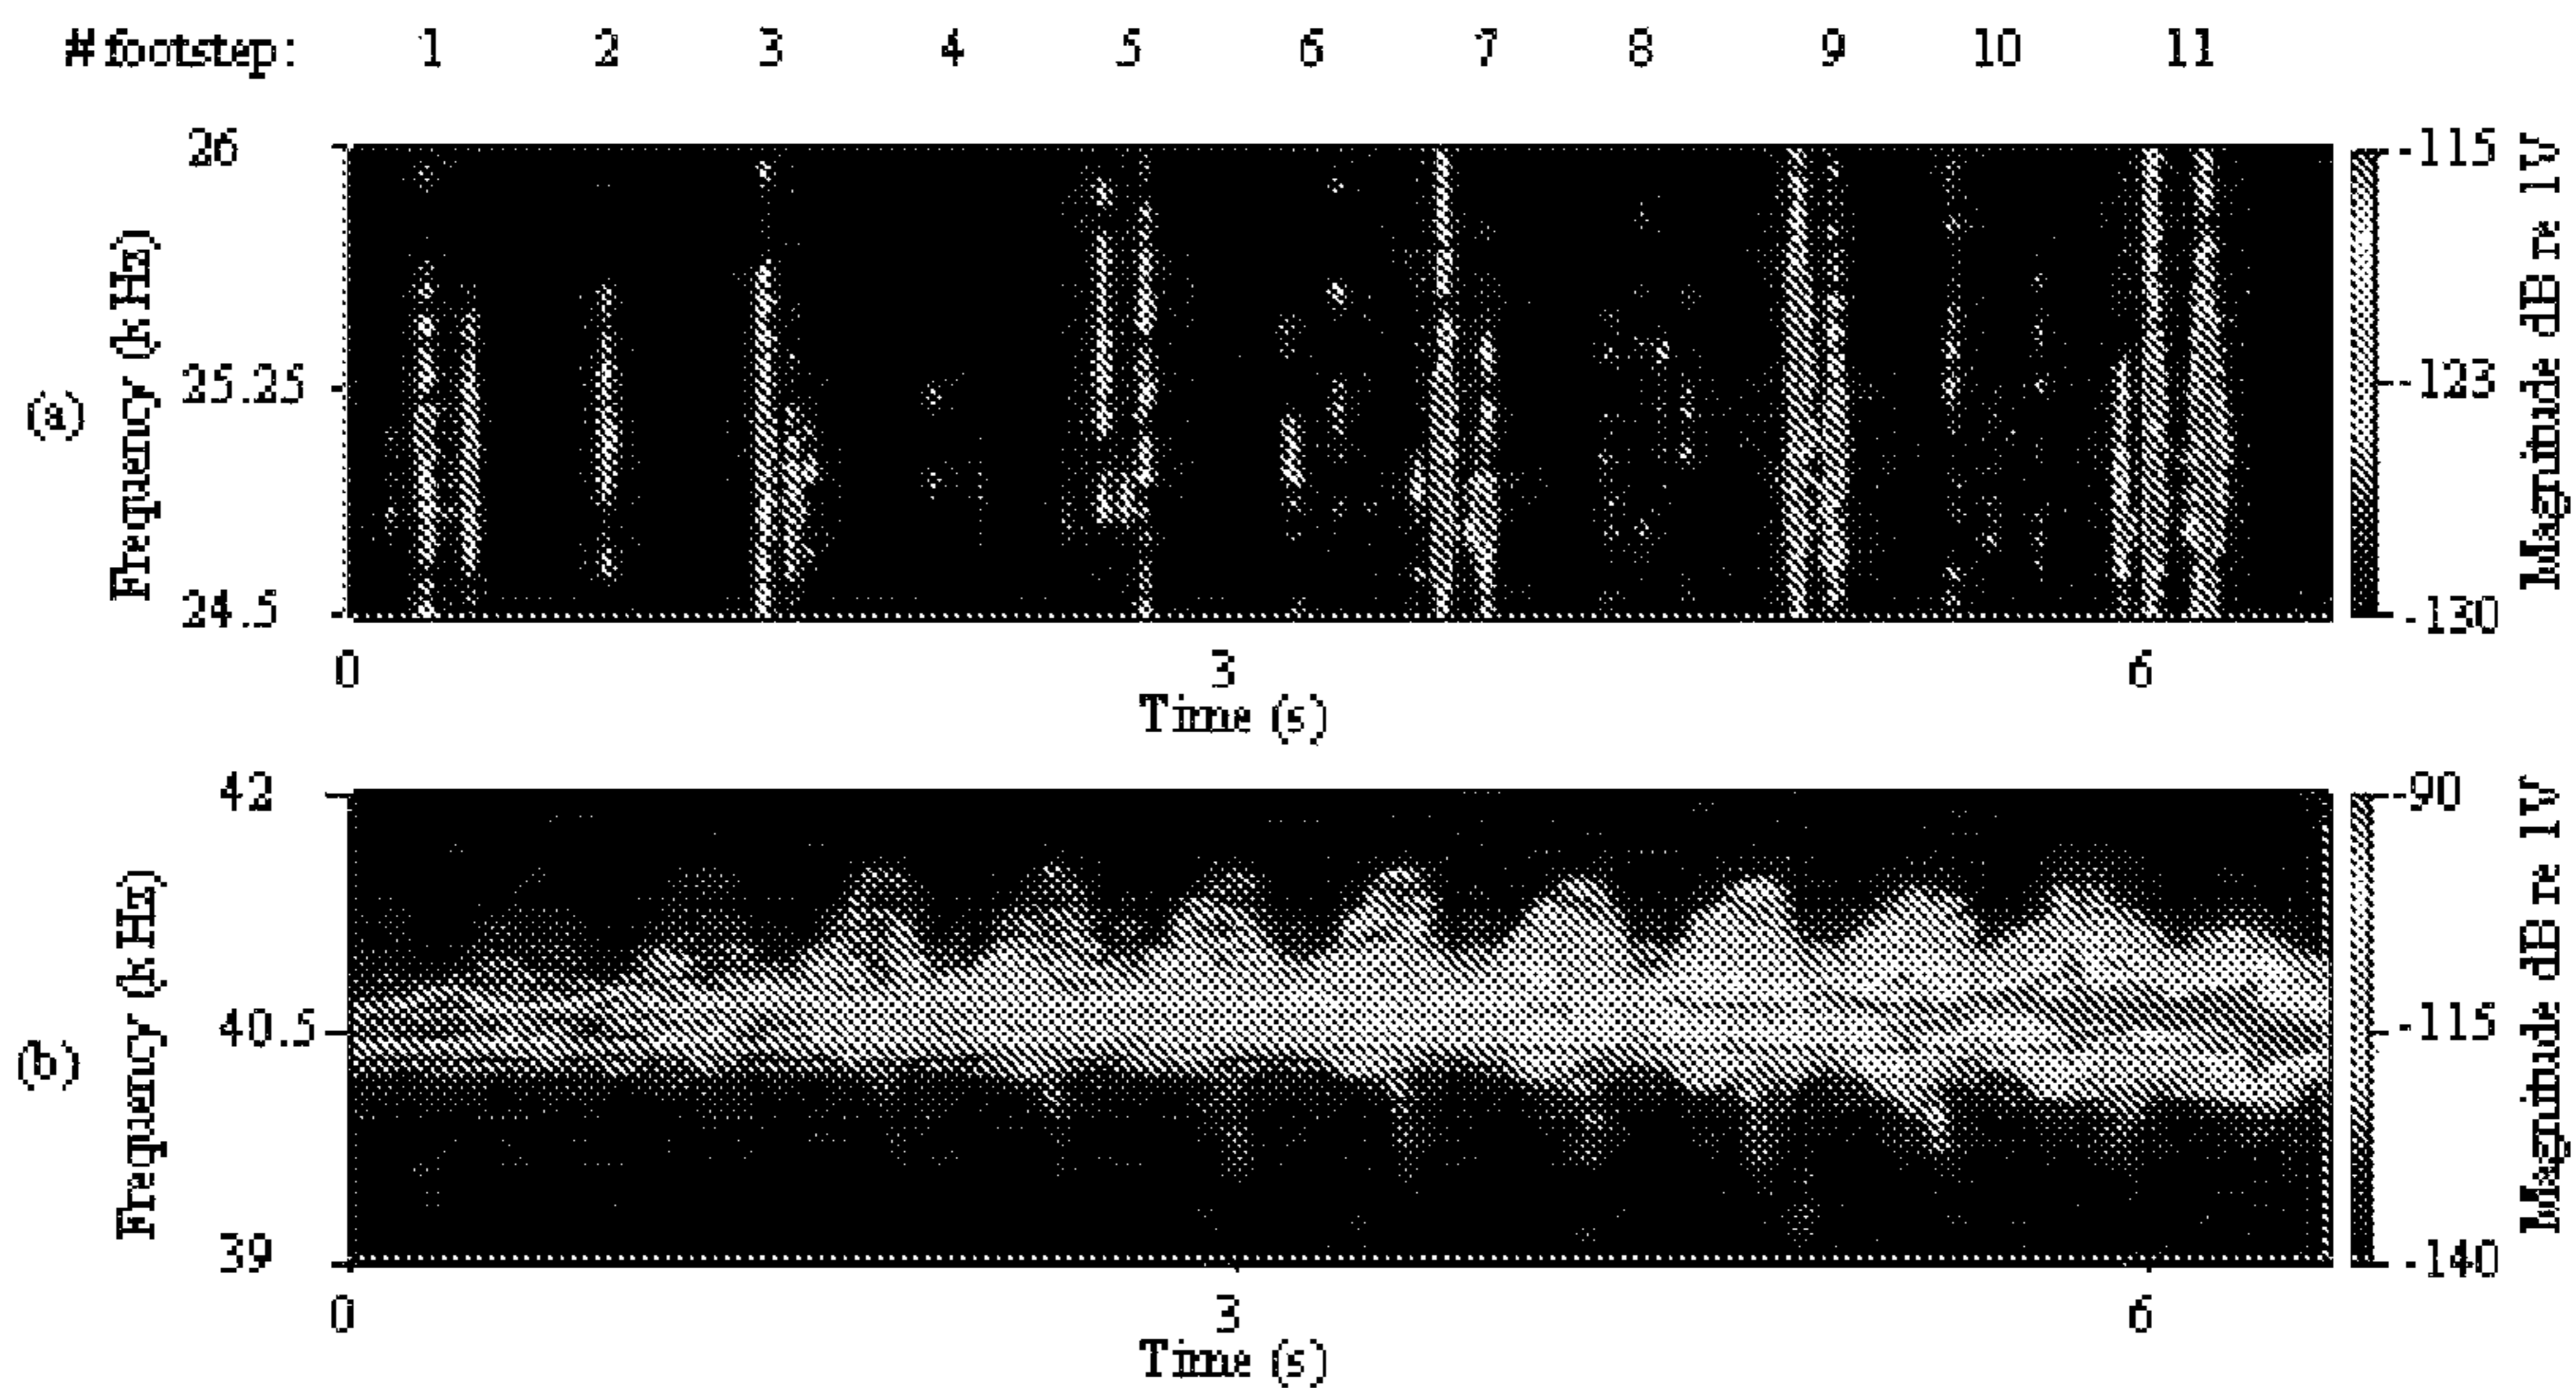 # footstep: 1 2 3 4 5 6 7 8 9 10 11
(a)
Frequency (kHz)
26
25.25
24.5
0 3 6
Time (s)
-115
-123
-130
Magnitude dB re 1V
(b)
Frequency (kHz)
42
40.5
39
0 3 6
Time (s)
-90
-115
-140
Magnitude dB re 1V